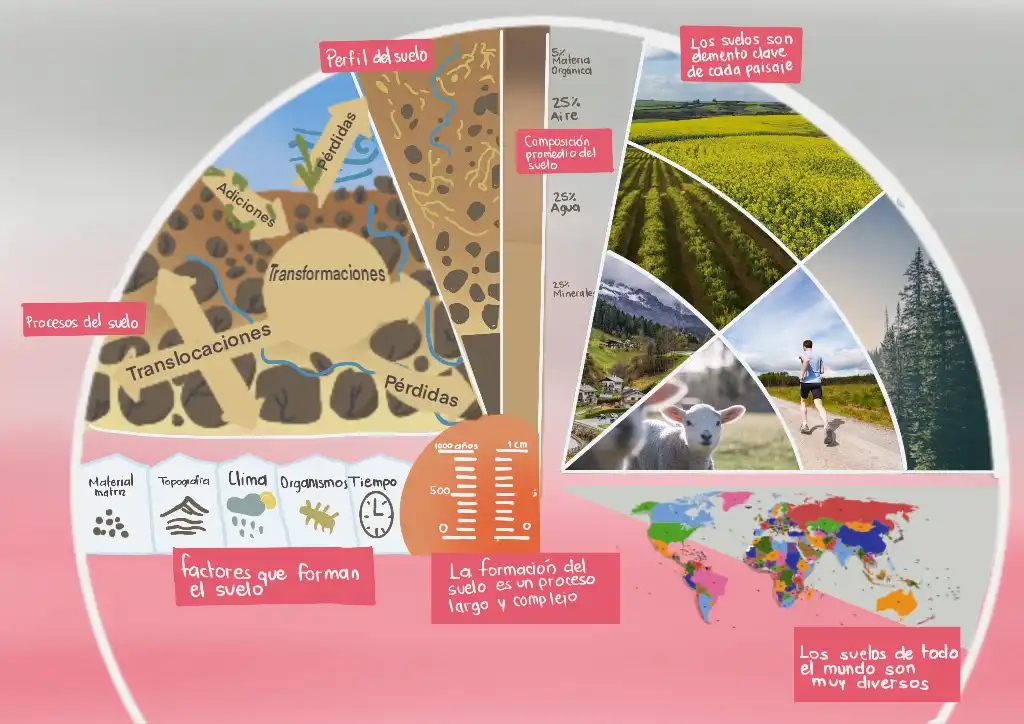 Perfil del suelo
Los suelos son
elemento clave
de cada paisaje
5%
Materia
Orgánica
25%
Aire
Composición
promedio del
suelo
25%
Agua
25%
Minerales
Pérdidas
Adiciones
Transformaciones
Procesos del suelo
Translocaciones
Pérdidas
Material
matriz
Topografía
Clima
Organismos
Tiempo
1000 años
500
0
1 cm
0
factores que forman
el suelo
La formación del
suelo es un proceso
largo y complejo
Los suelos de todo
el mundo son
muy diversos